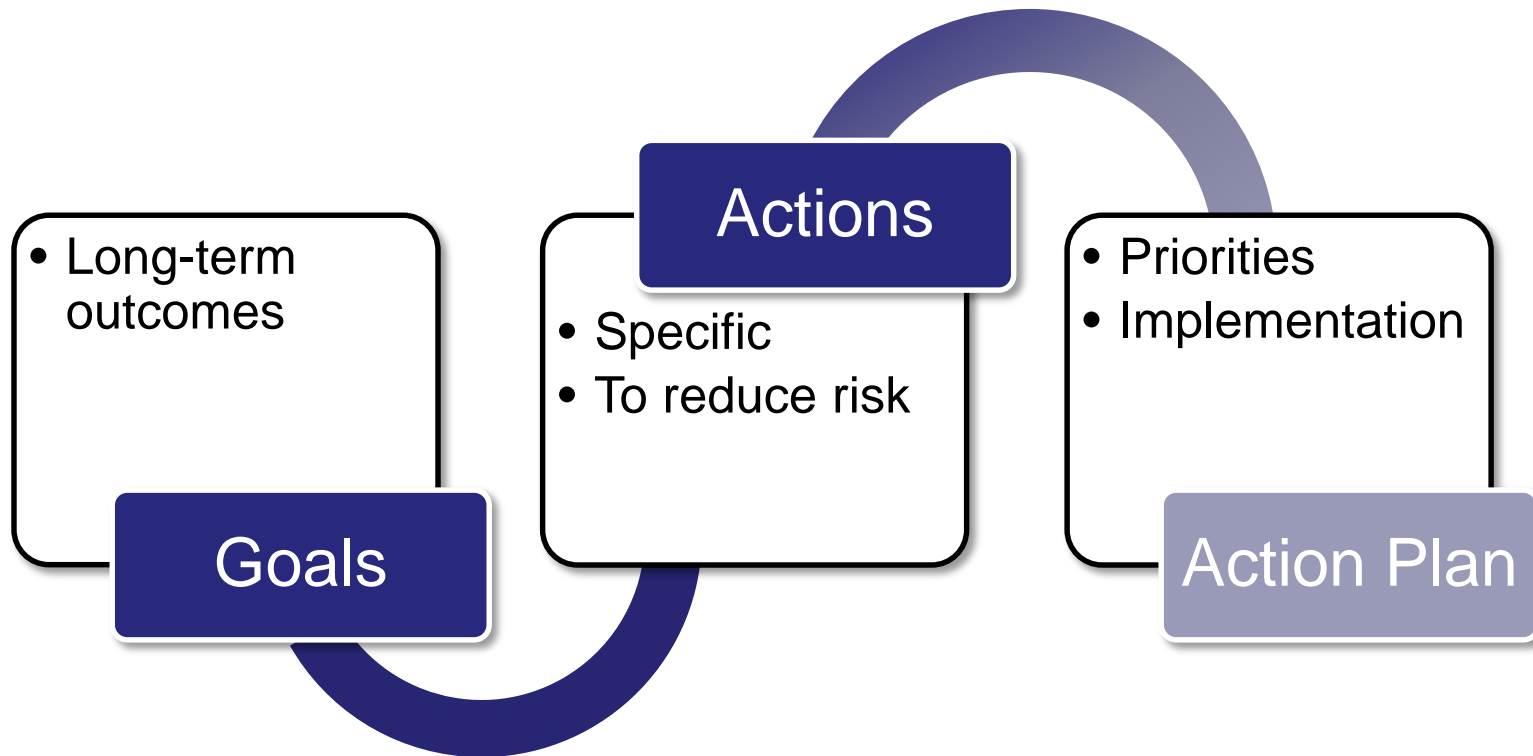 • Long-term
outcomes
Goals
Actions
• Specific
• To reduce risk
• Priorities
• Implementation
Action Plan